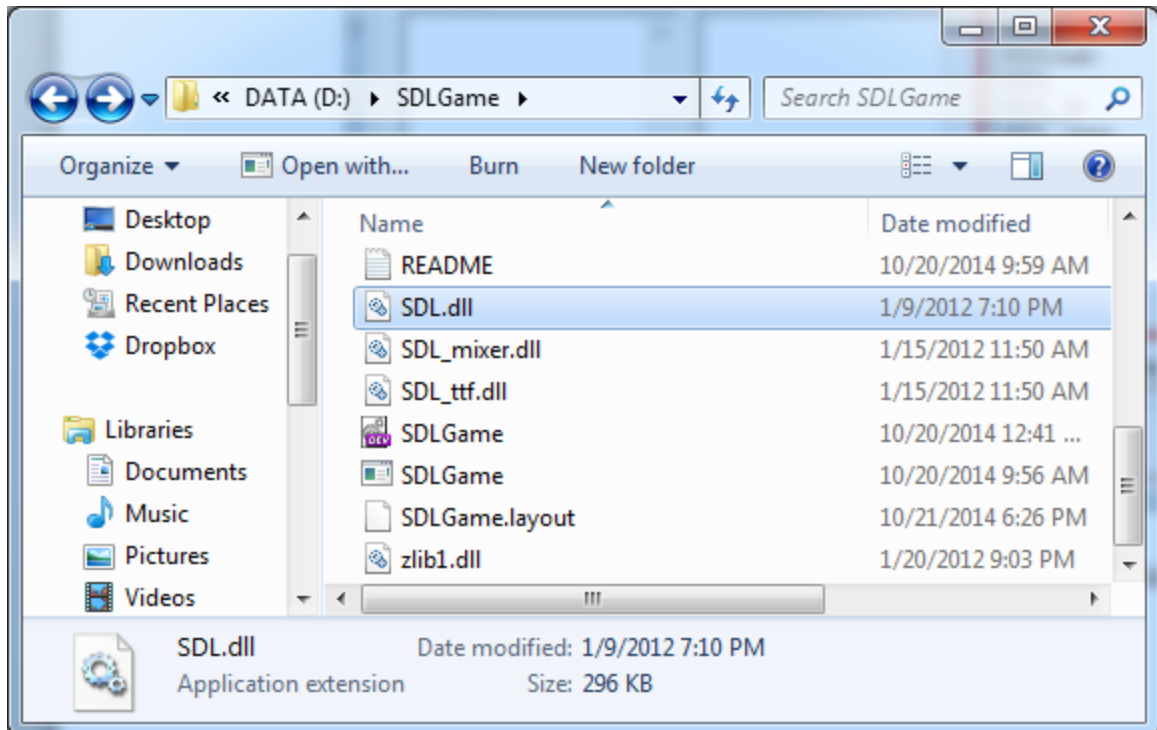 « DATA (D:) ▸ SDLGame ▸ Search SDLGame
Organize ▾ Open with... Burn New folder
Desktop
Downloads
Recent Places
Dropbox
Libraries
Documents
Music
Pictures
Videos
Name Date modified
README 10/20/2014 9:59 AM
SDL.dll 1/9/2012 7:10 PM
SDL_mixer.dll 1/15/2012 11:50 AM
SDL_ttf.dll 1/15/2012 11:50 AM
SDLGame 10/20/2014 12:41 ...
SDLGame 10/20/2014 9:56 AM
SDLGame.layout 10/21/2014 6:26 PM
zlib1.dll 1/20/2012 9:03 PM
SDL.dll Date modified: 1/9/2012 7:10 PM
Application extension Size: 296 KB